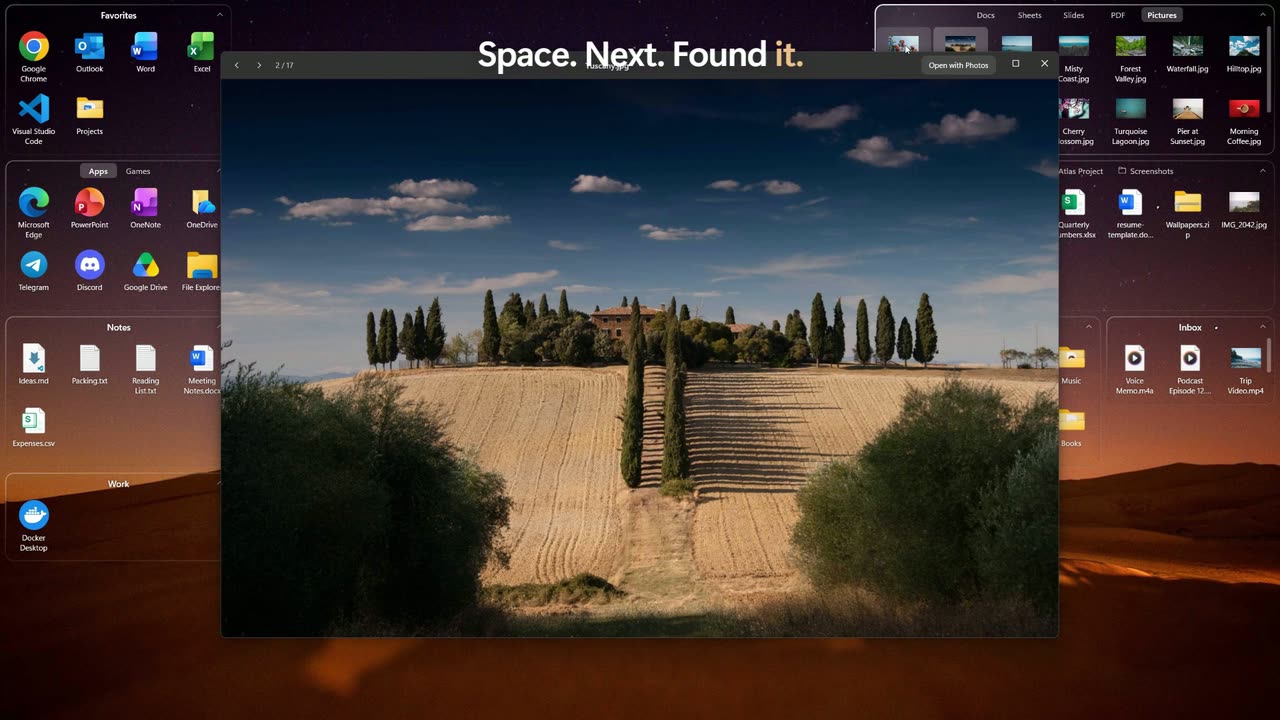 Favorites
Google Chrome
Outlook
Word
Excel
Visual Studio Code
Projects
Apps
Games
Microsoft Edge
PowerPoint
OneNote
OneDrive
Telegram
Discord
Google Drive
File Explore
Notes
Ideas.md
Packing.txt
Reading List.txt
Meeting Notes.docx
Expenses.csv
Work
Docker Desktop
Space. Next. Found it.
2 / 17
Tuscany.jpg
Open with Photos
Docs
Sheets
Slides
PDF
Pictures
Misty Coast.jpg
Forest Valley.jpg
Waterfall.jpg
Hilltop.jpg
Cherry
ossom.jpg
Turquoise Lagoon.jpg
Pier at Sunset.jpg
Morning Coffee.jpg
Atlas Project
Screenshots
Quarterly
umbers.xlsx
resume-template.do...
Wallpapers.zip
IMG_2042.jpg
Music
Books
Inbox
Voice Memo.m4a
Podcast Episode 12...
Trip Video.mp4